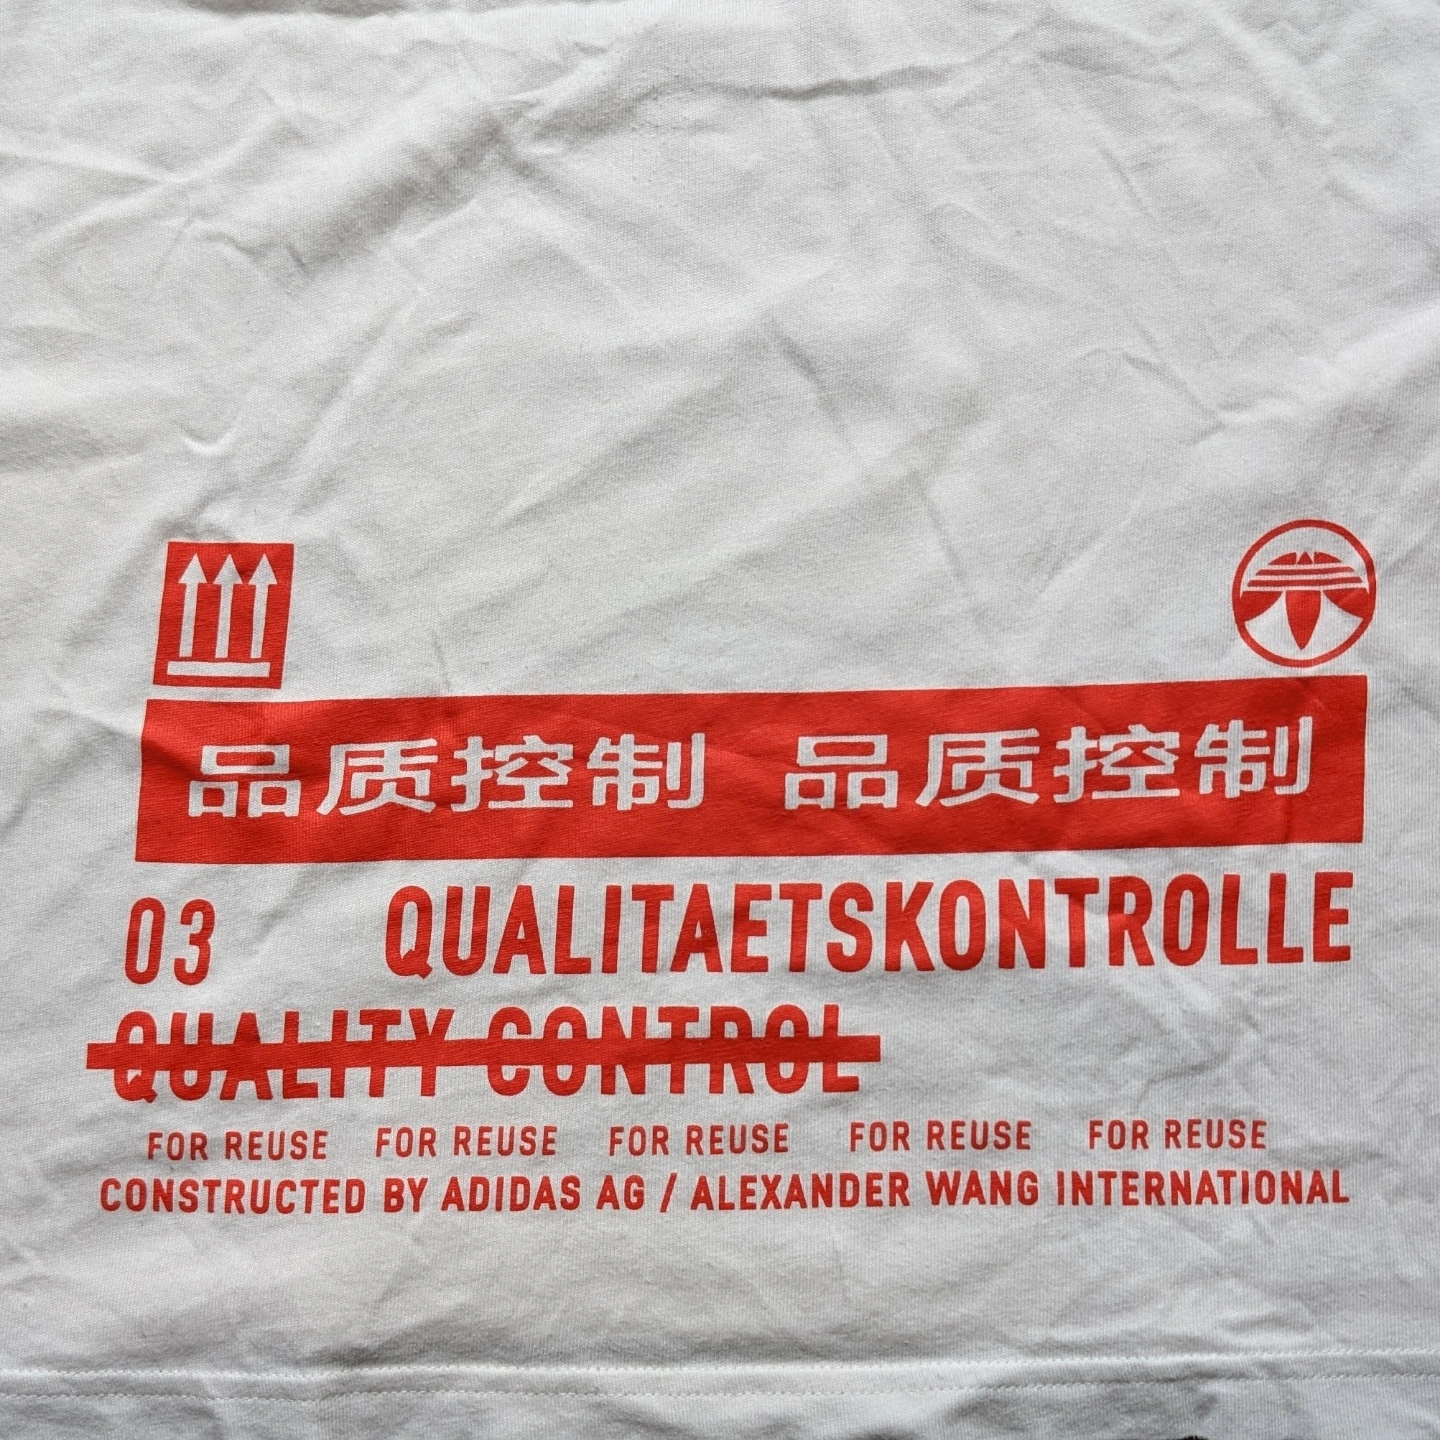 品质控制 品质控制
03 QUALITAETSKONTROLLE
QUALITY CONTROL
FOR REUSE FOR REUSE FOR REUSE FOR REUSE FOR REUSE
CONSTRUCTED BY ADIDAS AG / ALEXANDER WANG INTERNATIONAL